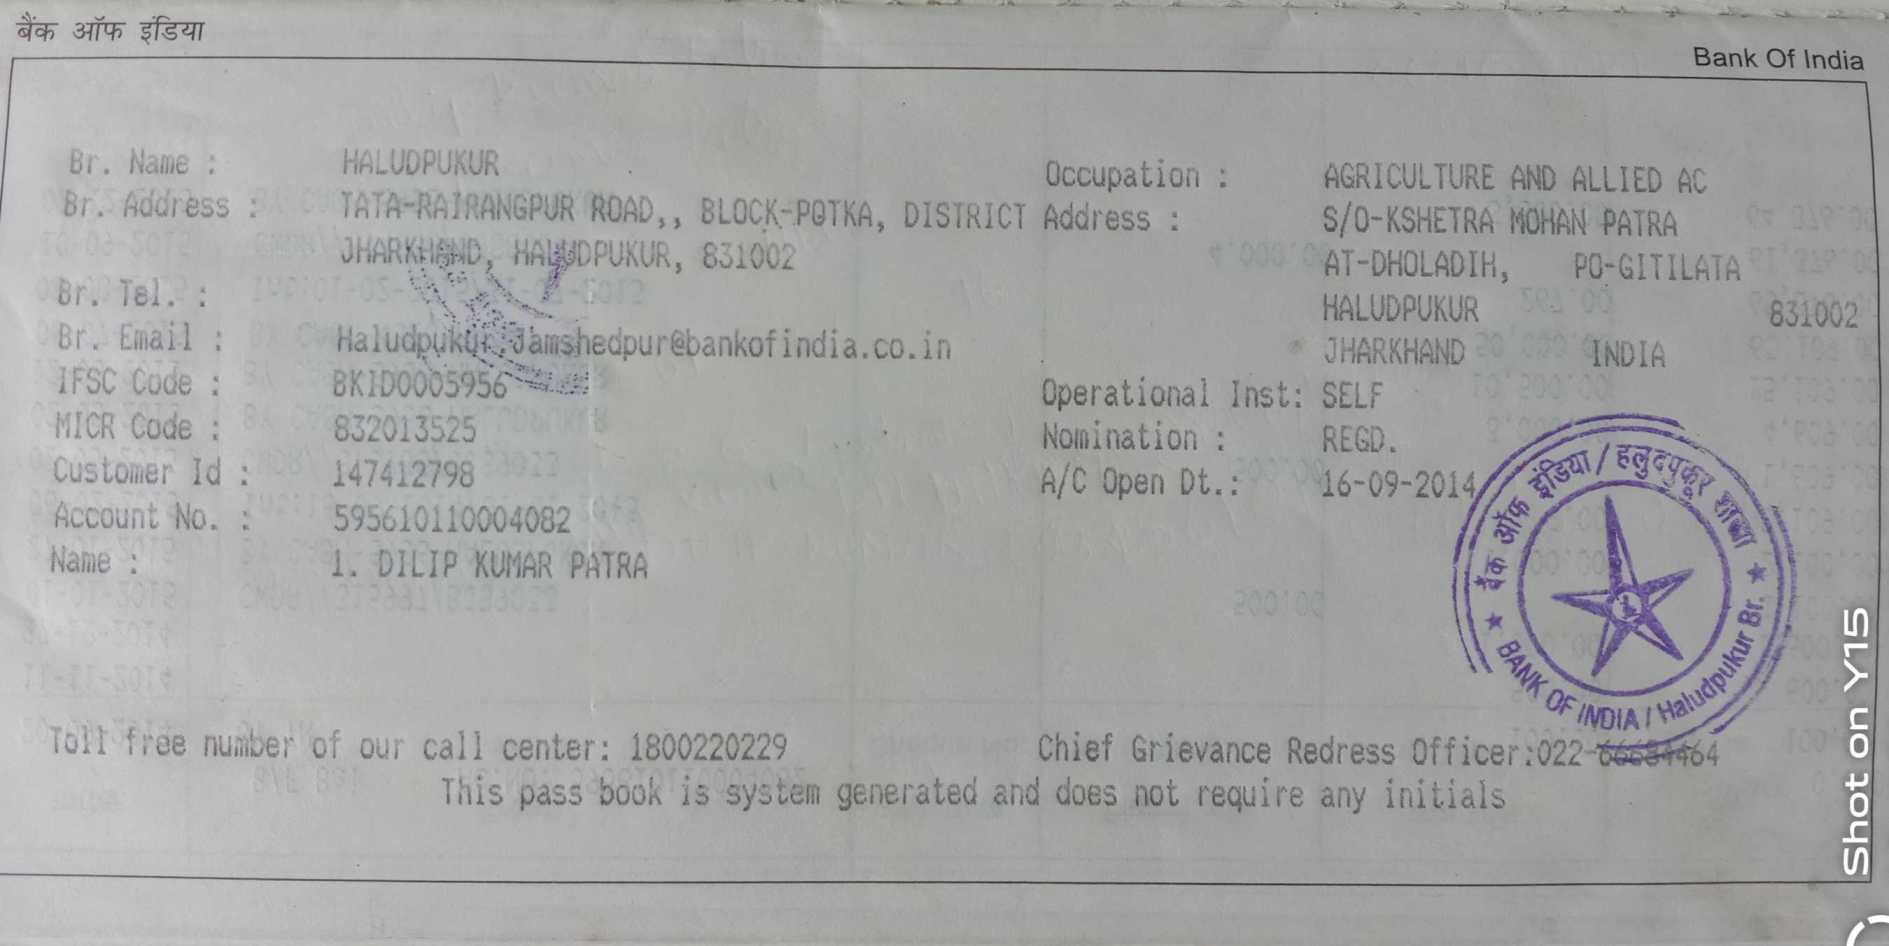 बैंक ऑफ इंडिया
Bank Of India
Br. Name : HALUDPUKUR
Br. Address : TATA-RAIRANGPUR ROAD,, BLOCK-POTKA, DISTRICT
JHARKHAND, HALUDPUKUR, 831002
Br. Tel. :
Br. Email : Haludpukur.Jamshedpur@bankofindia.co.in
IFSC Code : BKID0005956
MICR Code : 832013525
Customer Id : 147412798
Account No. : 595610110004082
Name : 1. DILIP KUMAR PATRA
Occupation : AGRICULTURE AND ALLIED AC
Address : S/O-KSHETRA MOHAN PATRA
AT-DHOLADIH, PO-GITILATA
HALUDPUKUR 831002
JHARKHAND INDIA
Operational Inst: SELF
Nomination : REGD.
A/C Open Dt.: 16-09-2014
बैंक ऑफ इंडिया / हलुदपुकुर शाखा
BANK OF INDIA / Haludpukur Br.
Toll free number of our call center: 1800220229
Chief Grievance Redress Officer:022-66684464
This pass book is system generated and does not require any initials
Shot on Y15